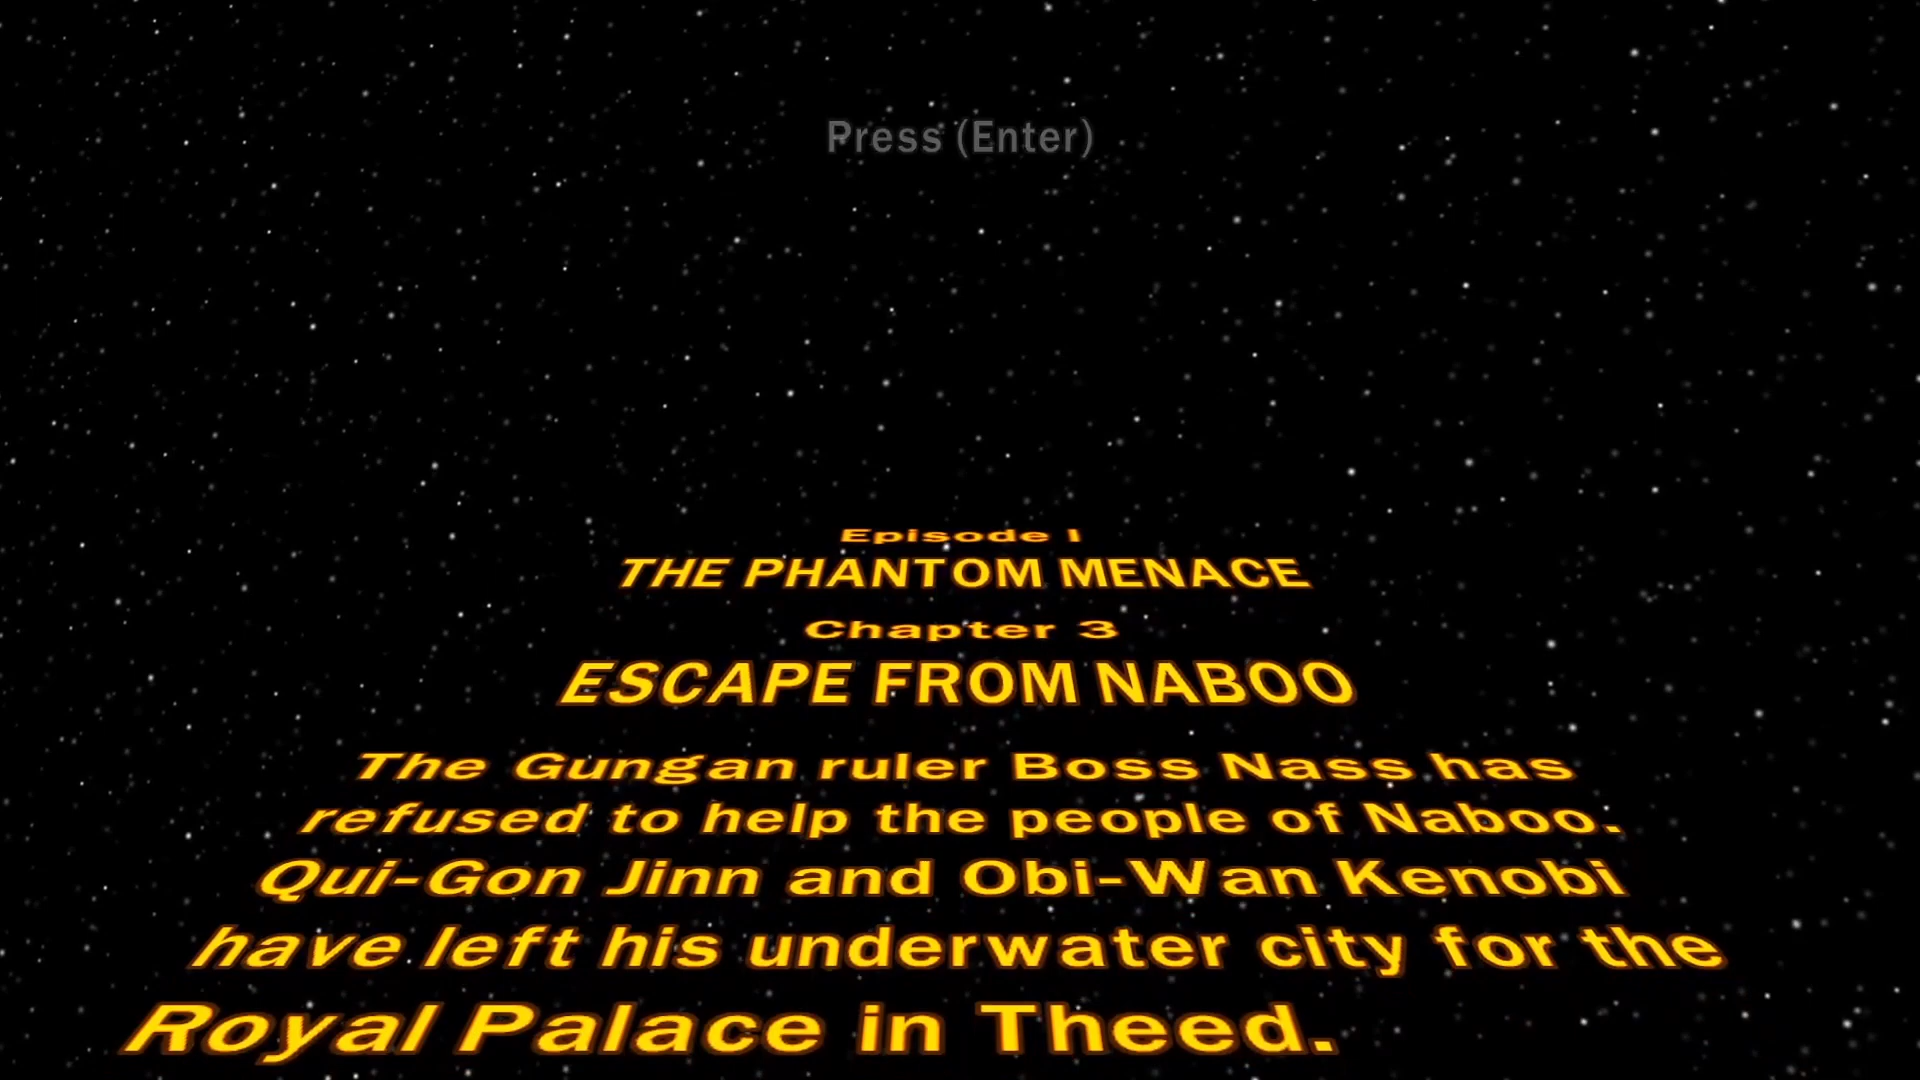 Press (Enter)
Episode I
THE PHANTOM MENACE
Chapter 3
ESCAPE FROM NABOO
The Gungan ruler Boss Nass has
refused to help the people of Naboo.
Qui-Gon Jinn and Obi-Wan Kenobi
have left his underwater city for the
Royal Palace in Theed.